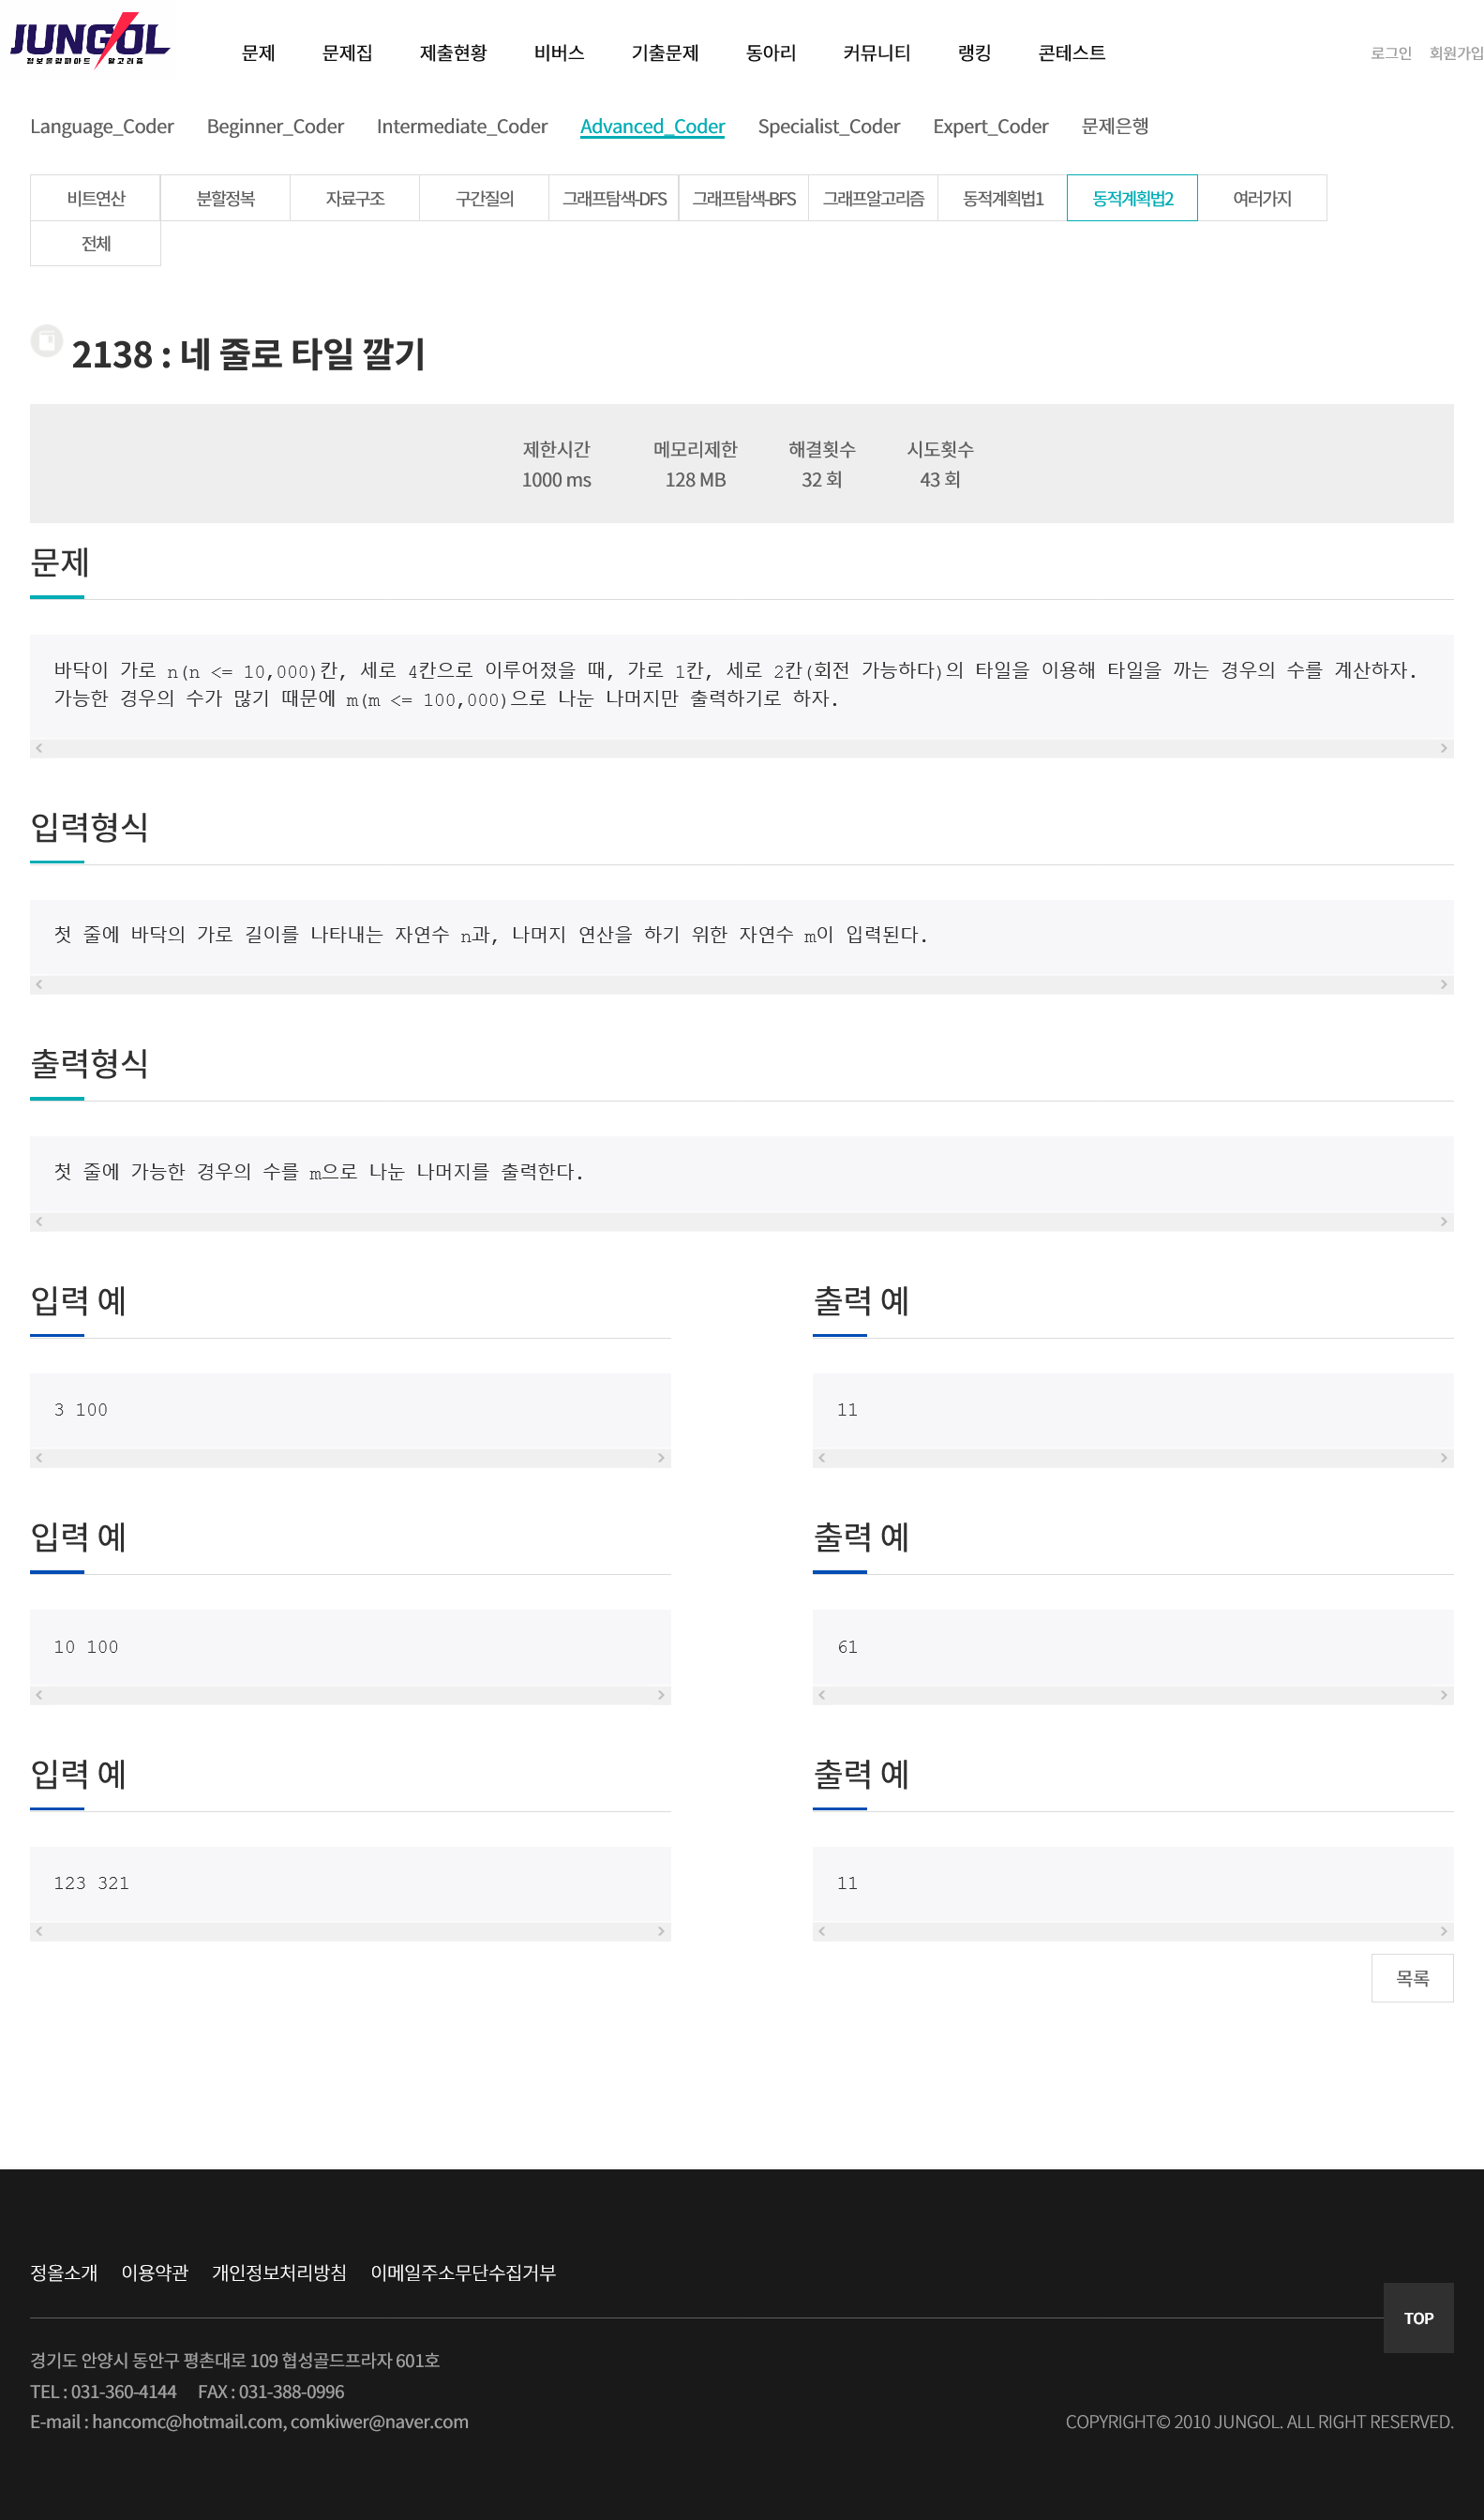 JUNGOL
정보올림피아드 알고리즘
문제 문제집 제출현황 비버스 기출문제 동아리 커뮤니티 랭킹 콘테스트 로그인 회원가입
Language_Coder Beginner_Coder Intermediate_Coder Advanced_Coder Specialist_Coder Expert_Coder 문제은행
비트연산 분할정복 자료구조 구간질의 그래프탐색-DFS 그래프탐색-BFS 그래프알고리즘 동적계획법1 동적계획법2 여러가지
전체
2138 : 네 줄로 타일 깔기
제한시간 메모리제한 해결횟수 시도횟수
1000 ms 128 MB 32 회 43 회
문제
바닥이 가로 n(n <= 10,000)칸, 세로 4칸으로 이루어졌을 때, 가로 1칸, 세로 2칸(회전 가능하다)의 타일을 이용해 타일을 까는 경우의 수를 계산하자.
가능한 경우의 수가 많기 때문에 m(m <= 100,000)으로 나눈 나머지만 출력하기로 하자.
입력형식
첫 줄에 바닥의 가로 길이를 나타내는 자연수 n과, 나머지 연산을 하기 위한 자연수 m이 입력된다.
출력형식
첫 줄에 가능한 경우의 수를 m으로 나눈 나머지를 출력한다.
입력 예 출력 예
3 100 11
입력 예 출력 예
10 100 61
입력 예 출력 예
123 321 11
목록
정올소개 이용약관 개인정보처리방침 이메일주소무단수집거부
TOP
경기도 안양시 동안구 평촌대로 109 협성골드프라자 601호
TEL : 031-360-4144 FAX : 031-388-0996
E-mail : hancomc@hotmail.com, comkiwer@naver.com COPYRIGHT© 2010 JUNGOL. ALL RIGHT RESERVED.